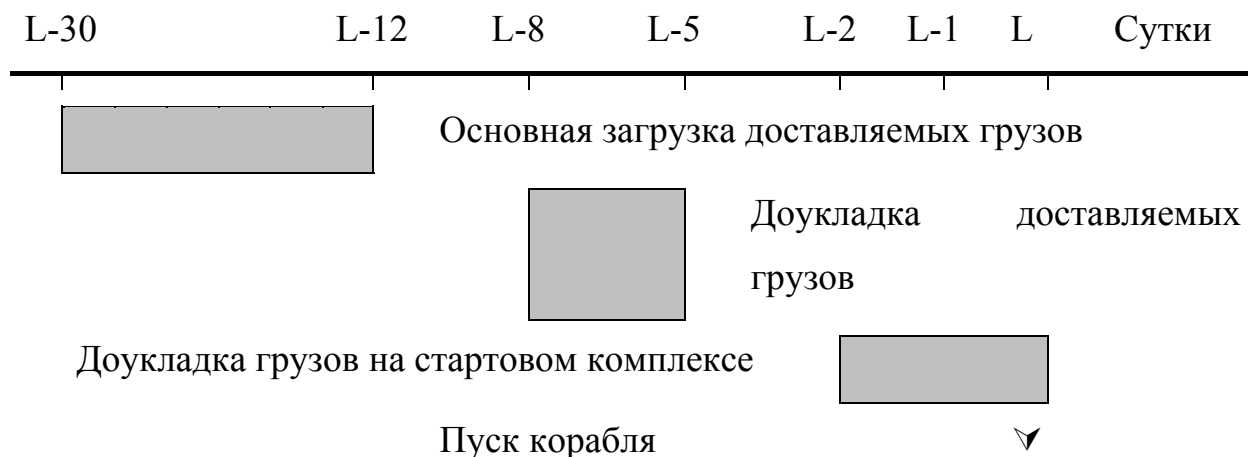 L-30 L-12 L-8 L-5 L-2 L-1 L Сутки
Основная загрузка доставляемых грузов
Доукладка доставляемых
грузов
Доукладка грузов на стартовом комплексе
Пуск корабля